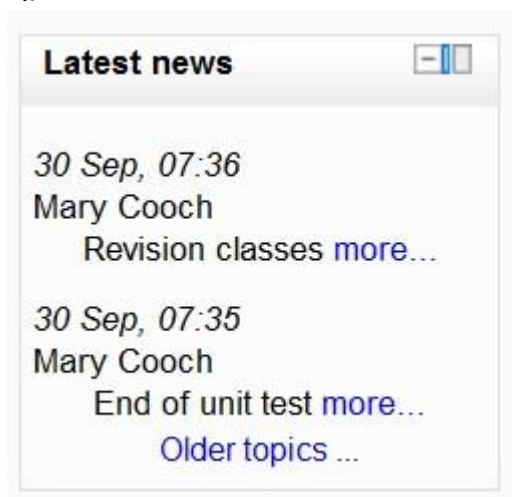 Latest news
30 Sep, 07:36
Mary Cooch
Revision classes more...
30 Sep, 07:35
Mary Cooch
End of unit test more...
Older topics ...